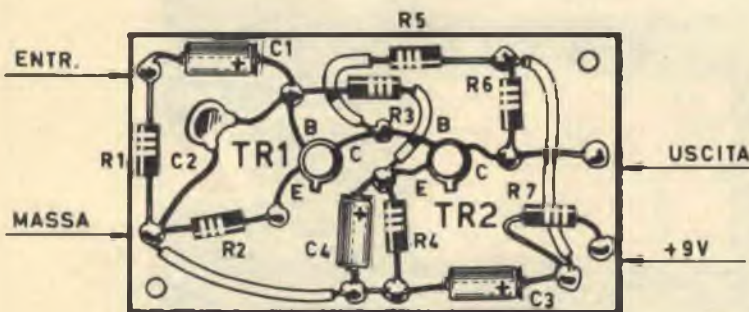 R5
C1
ENTR.
R6
R3
B
B
R1
C2
TR1
C
E
E
C
USCITA
R7
TR2
MASSA
R2
C4
R4
+9V
C3
+
+
+